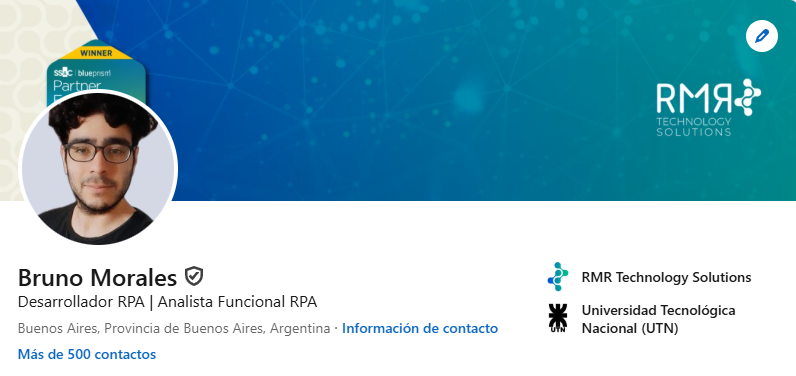 WINNER
SS&C | blueprism
Partner
RMR
TECHNOLOGY
SOLUTIONS
Bruno Morales
Desarrollador RPA | Analista Funcional RPA
Buenos Aires, Provincia de Buenos Aires, Argentina · Información de contacto
Más de 500 contactos
RMR Technology Solutions
UTN
Universidad Tecnológica
Nacional (UTN)